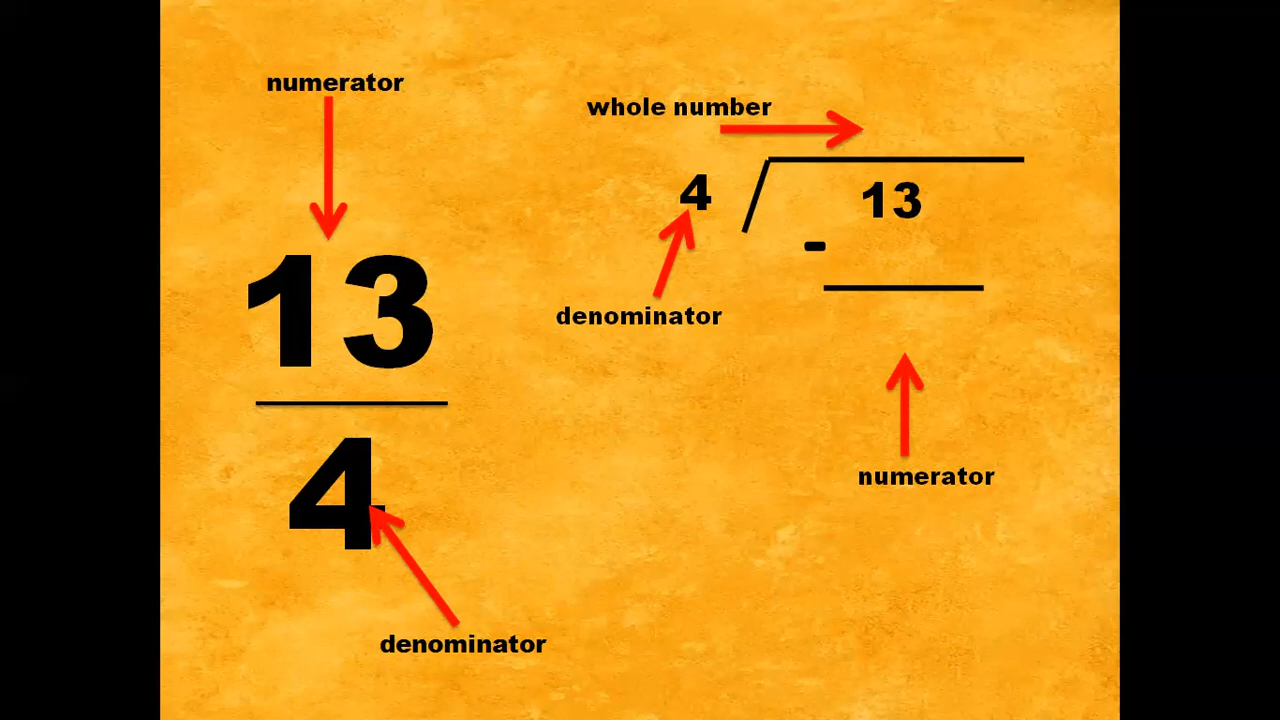 numerator
13
4
denominator
whole number
4 13
-
denominator
numerator